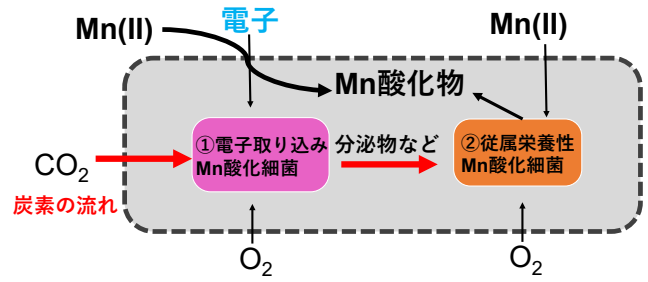 Mn(II)
電子
Mn(II)
Mn酸化物
①電子取り込み
Mn酸化細菌
分泌物など
②従属栄養性
Mn酸化細菌
CO₂
炭素の流れ
O₂
O₂